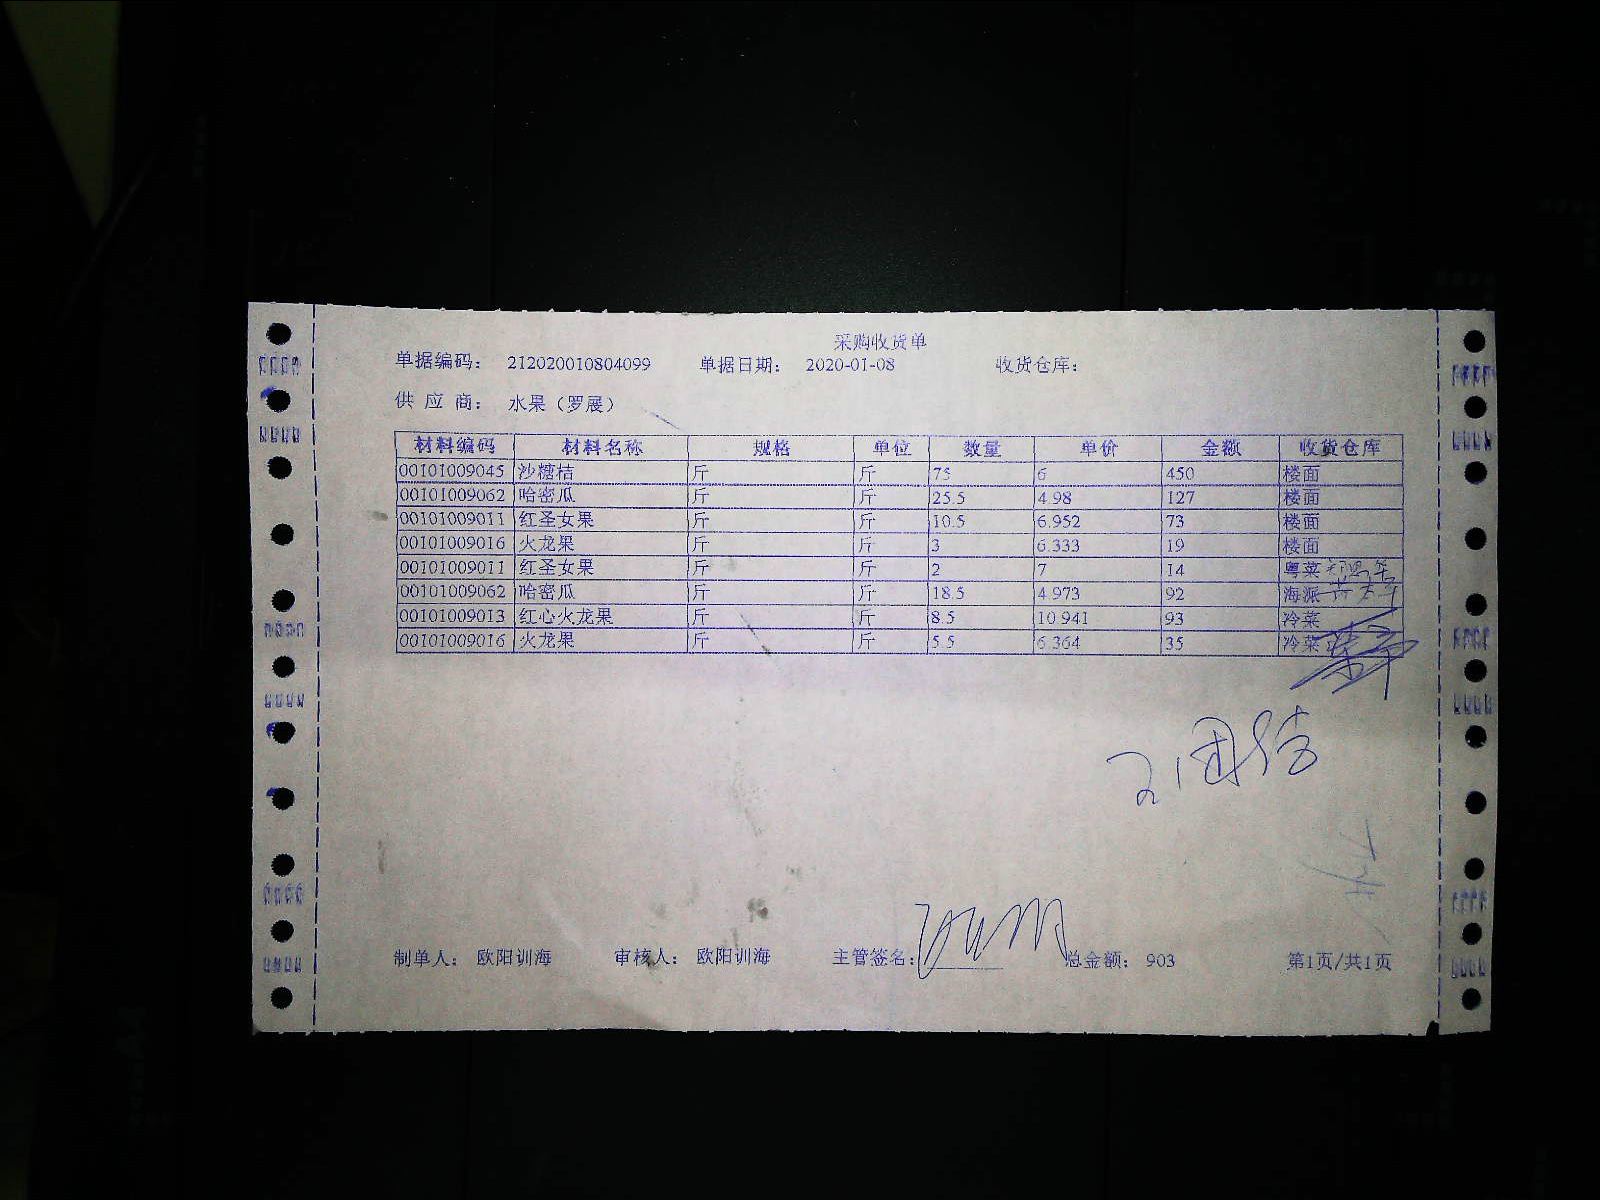 采购收货单
单据编码： 212020010804099 单据日期： 2020-01-08 收货仓库：
供 应 商： 水果（罗展）
材料编码 材料名称 规格 单位 数量 单价 金额 收货仓库
00101009045 沙糖桔 斤 斤 75 6 450 楼面
00101009062 哈密瓜 斤 斤 25.5 4.98 127 楼面
00101009011 红圣女果 斤 斤 10.5 6.952 73 楼面
00101009016 火龙果 斤 斤 3 6.333 19 楼面
00101009011 红圣女果 斤 斤 2 7 14 粤菜
00101009062 哈密瓜 斤 斤 18.5 4.973 92 海派
00101009013 红心火龙果 斤 斤 8.5 10.941 93 冷菜
00101009016 火龙果 斤 斤 5.5 6.364 35 冷菜
制单人： 欧阳训海 审核人： 欧阳训海 主管签名： 总金额： 903 第1页/共1页